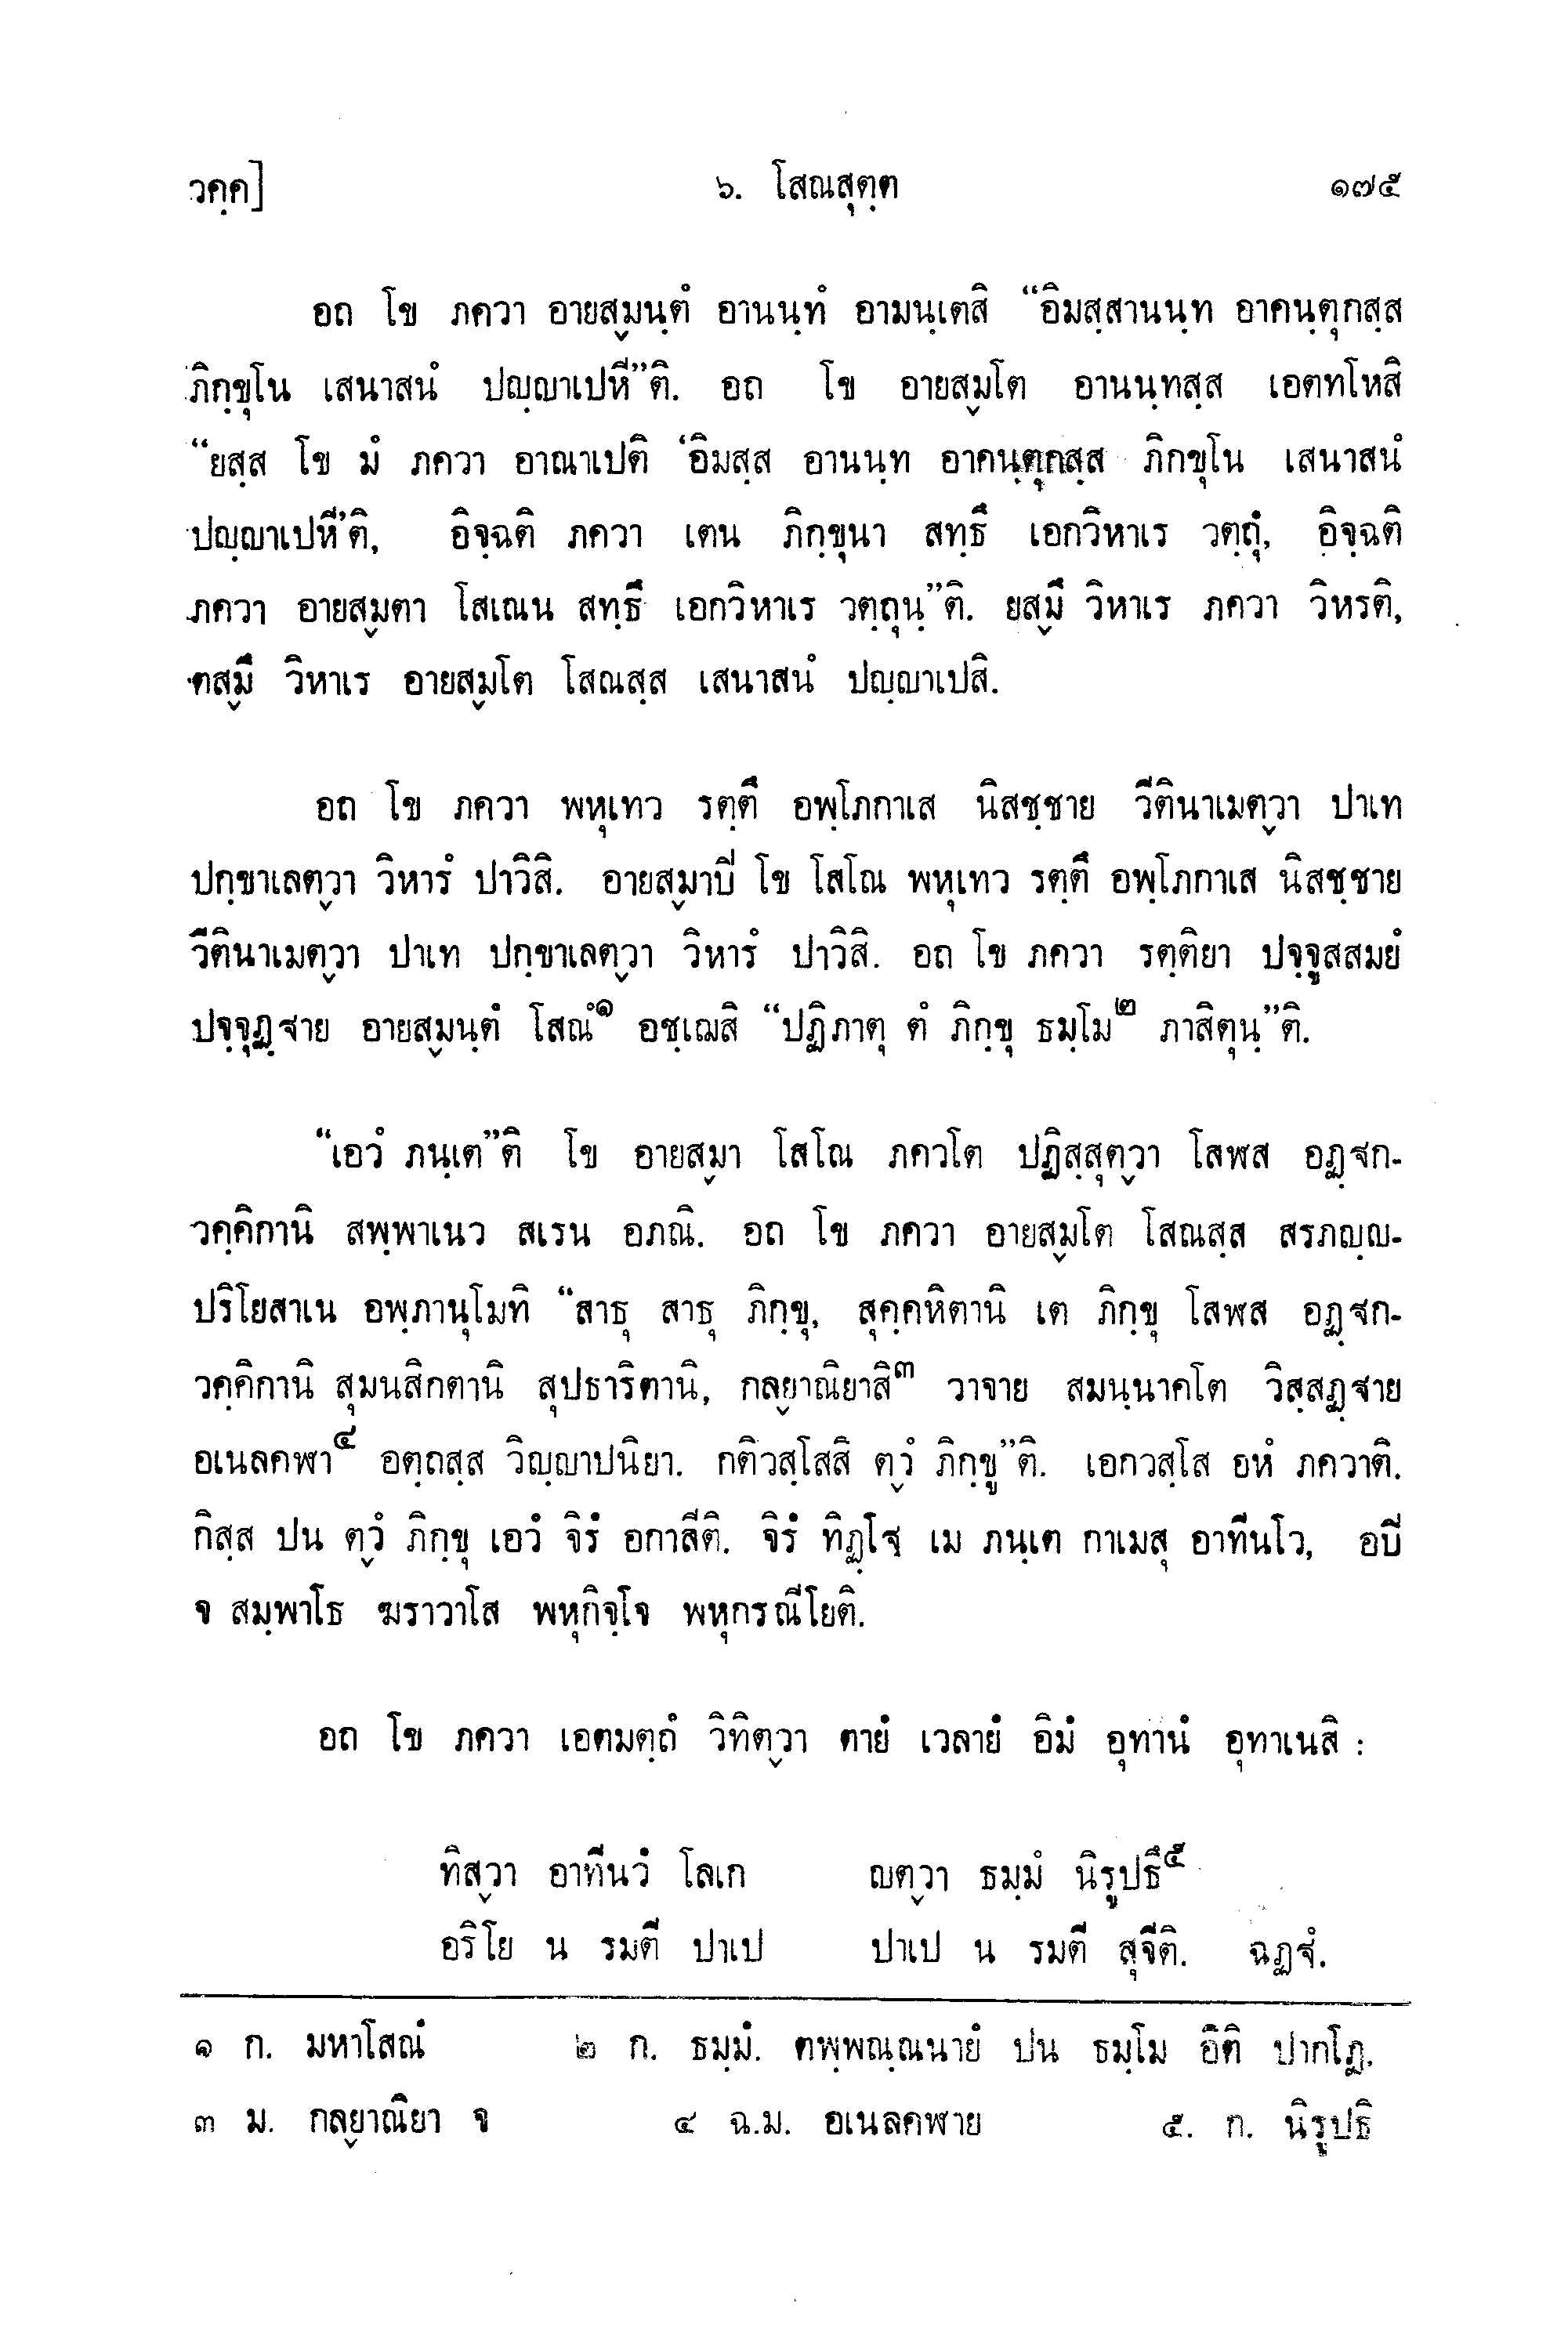 วคฺค] ๖. โสณสุตฺต ๑๗๕
อถ โข ภควา อายสฺมนฺตํ อานนฺทํ อามนฺเตสิ “อิมสฺสานนฺท อาคนฺตุกสฺส
ภิกฺขุโน เสนาสนํ ปญฺญาเปหี”ติ. อถ โข อายสฺมโต อานนฺทสฺส เอตทโหสิ
“ยสฺส โข มํ ภควา อาณาเปติ ‘อิมสฺส อานนฺท อาคนฺตุกสฺส ภิกขุโน เสนาสนํ
ปญฺญาเปหี’ติ, อิจฺฉติ ภควา เตน ภิกฺขุนา สทฺธึ เอกวิหาเร วตฺถุํ, อิจฺฉติ
ภควา อายสฺมตา โสเณน สทฺธึ เอกวิหาเร วตฺถุนฺ”ติ. ยสฺมึ วิหาเร ภควา วิหรติ,
ตสฺมึ วิหาเร อายสฺมโต โสณสฺส เสนาสนํ ปญฺญาเปสิ.
อถ โข ภควา พหุเทว รตฺตึ อพฺโภกาเส นิสชฺชาย วีตินาเมตฺวา ปาเท
ปกฺขาเลตฺวา วิหารํ ปาวิสิ. อายสฺมาปี โข โสโณ พหุเทว รตฺตึ อพฺโภกาเส นิสชฺชาย
วีตินาเมตฺวา ปาเท ปกฺขาเลตฺวา วิหารํ ปาวิสิ. อถ โข ภควา รตฺติยา ปจฺจูสสมยํ
ปจฺจุฏฺฐาย อายสฺมนฺตํ โสณํ๑ อชฺเฌสิ “ปฏิภาตุ ตํ ภิกฺขุ ธมฺโม๒ ภาสิตุนฺ”ติ.
“เอวํ ภนฺเต”ติ โข อายสฺมา โสโณ ภควโต ปฏิสฺสุตฺวา โสฬส อฏฺฐก-
วคฺคิกานิ สพฺพาเนว สเรน อภณิ. อถ โข ภควา อายสฺมโต โสณสฺส สรภญฺญ-
ปริโยสาเน อพฺภานุโมทิ “สาธุ สาธุ ภิกฺขุ, สุคฺคหิตานิ เต ภิกฺขุ โสฬส อฏฺฐก-
วคฺคิกานิ สุมนสิกตานิ สุปธาริตานิ, กลฺยาณิยาสิ๓ วาจาย สมนฺนาคโต วิสฺสฏฺฐาย
อเนลคฬา๔ อตฺถสฺส วิญฺญาปนิยา. กติวสฺโสสิ ตฺวํ ภิกฺขู”ติ. เอกวสฺโส อหํ ภควาติ.
กิสฺส ปน ตฺวํ ภิกฺขุ เอวํ จิรํ อกาสีติ. จิรํ ทิฏฺโฐ เม ภนฺเต กาเมสุ อาทีนโว, อปี
จ สมฺพาโธ ฆราวาโส พหุกิจฺโจ พหุกรณีโยติ.
อถ โข ภควา เอตมตฺถํ วิทิตฺวา ตายํ เวลายํ อิมํ อุทานํ อุทาเนสิ :
ทิสฺวา อาทีนวํ โลเก ญตฺวา ธมฺมํ นิรูปธึ๕
อริโย น รมตี ปาเป ปาเป น รมตี สุจีติ. ฉฏฺฐํ.
๑ ก. มหาโสณํ ๒ ก. ธมฺมํ. ตพฺพณฺณนายํ ปน ธมฺโม อิติ ปากโฏ.
๓ ม. กลฺยาณิยา จ ๔ ฉ.ม. อเนลคฬาย ๕. ก. นิรูปธิ